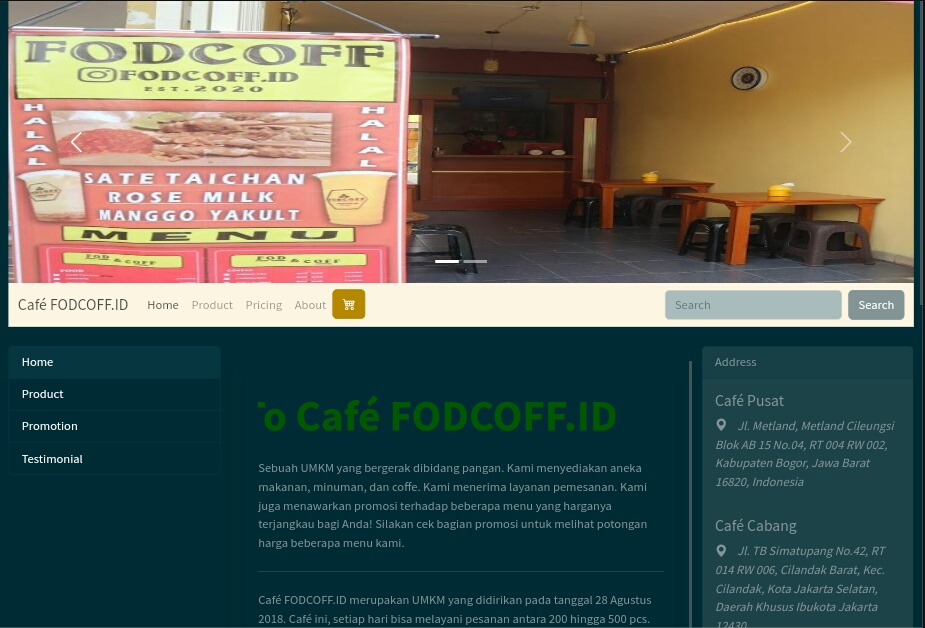 FODCOFF
FODCOFF.ID
EST.2020
HALAL
HALAL
SATE TAICHAN
ROSE MILK
MANGGO YAKULT
MENU
FOD & COFF
FOD & COFF
FOOD
Café FODCOFF.ID Home Product Pricing About Search Search
Home
Product
Promotion
Testimonial
To Café FODCOFF.ID
Sebuah UMKM yang bergerak dibidang pangan. Kami menyediakan aneka
makanan, minuman, dan coffe. Kami menerima layanan pemesanan. Kami
juga menawarkan promosi terhadap beberapa menu yang harganya
terjangkau bagi Anda! Silakan cek bagian promosi untuk melihat potongan
harga beberapa menu kami.
Café FODCOFF.ID merupakan UMKM yang didirikan pada tanggal 28 Agustus
2018. Café ini, setiap hari bisa melayani pesanan antara 200 hingga 500 pcs.
Address
Café Pusat
Jl. Metland, Metland Cileungsi
Blok AB 15 No.04, RT 004 RW 002,
Kabupaten Bogor, Jawa Barat
16820, Indonesia
Café Cabang
Jl. TB Simatupang No.42, RT
014 RW 006, Cilandak Barat, Kec.
Cilandak, Kota Jakarta Selatan,
Daerah Khusus Ibukota Jakarta
12430